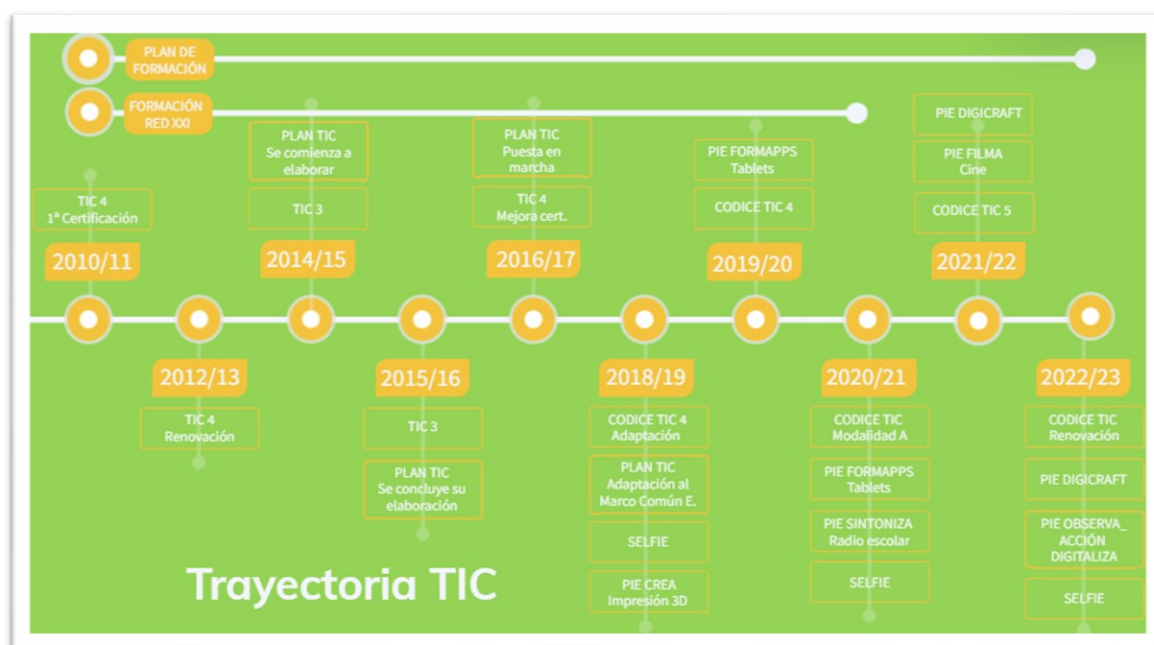 PLAN DE
FORMACIÓN
FORMACIÓN
RED XXI
TIC 4
1ª Certificación
2010/11
PLAN TIC
Se comienza a
elaborar
TIC 3
2014/15
PLAN TIC
Puesta en
marcha
TIC 4
Mejora cert.
2016/17
PIE FORMAPPS
Tablets
CODICE TIC 4
2019/20
PIE DIGICRAFT
PIE FILMA
Cine
CODICE TIC 5
2021/22
2012/13
TIC 4
Renovación
2015/16
TIC 3
PLAN TIC
Se concluye su
elaboración
2018/19
CODICE TIC 4
Adaptación
PLAN TIC
Adaptación al
Marco Común E.
SELFIE
PIE CREA
Impresión 3D
2020/21
CODICE TIC
Modalidad A
PIE FORMAPPS
Tablets
PIE SINTONIZA
Radio escolar
SELFIE
2022/23
CODICE TIC
Renovación
PIE DIGICRAFT
PIE OBSERVA_
ACCIÓN
DIGITALIZA
SELFIE
Trayectoria TIC